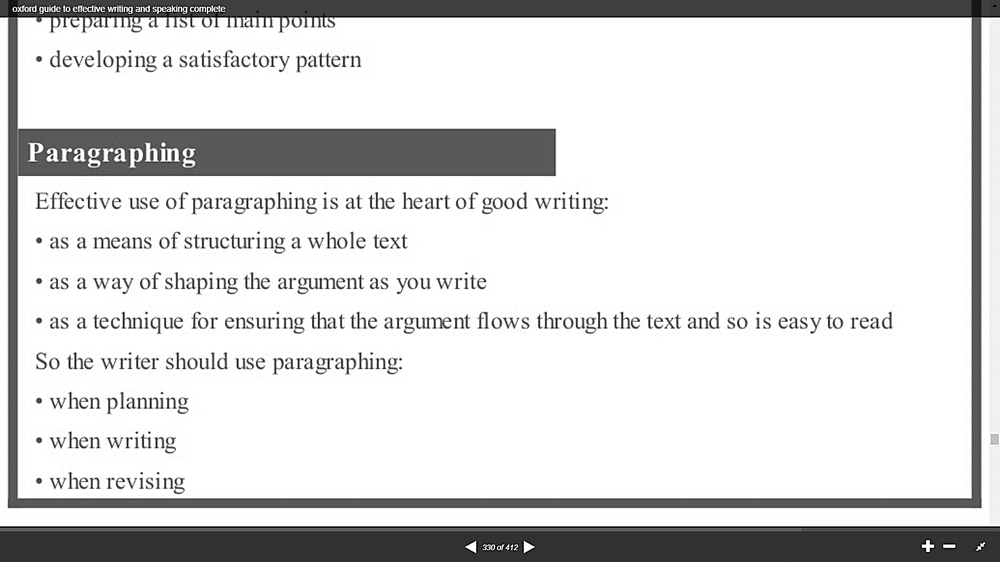 oxford guide to effective writing and speaking complete
• preparing a list of main points
• developing a satisfactory pattern
Paragraphing
Effective use of paragraphing is at the heart of good writing:
• as a means of structuring a whole text
• as a way of shaping the argument as you write
• as a technique for ensuring that the argument flows through the text and so is easy to read
So the writer should use paragraphing:
• when planning
• when writing
• when revising
330 of 412